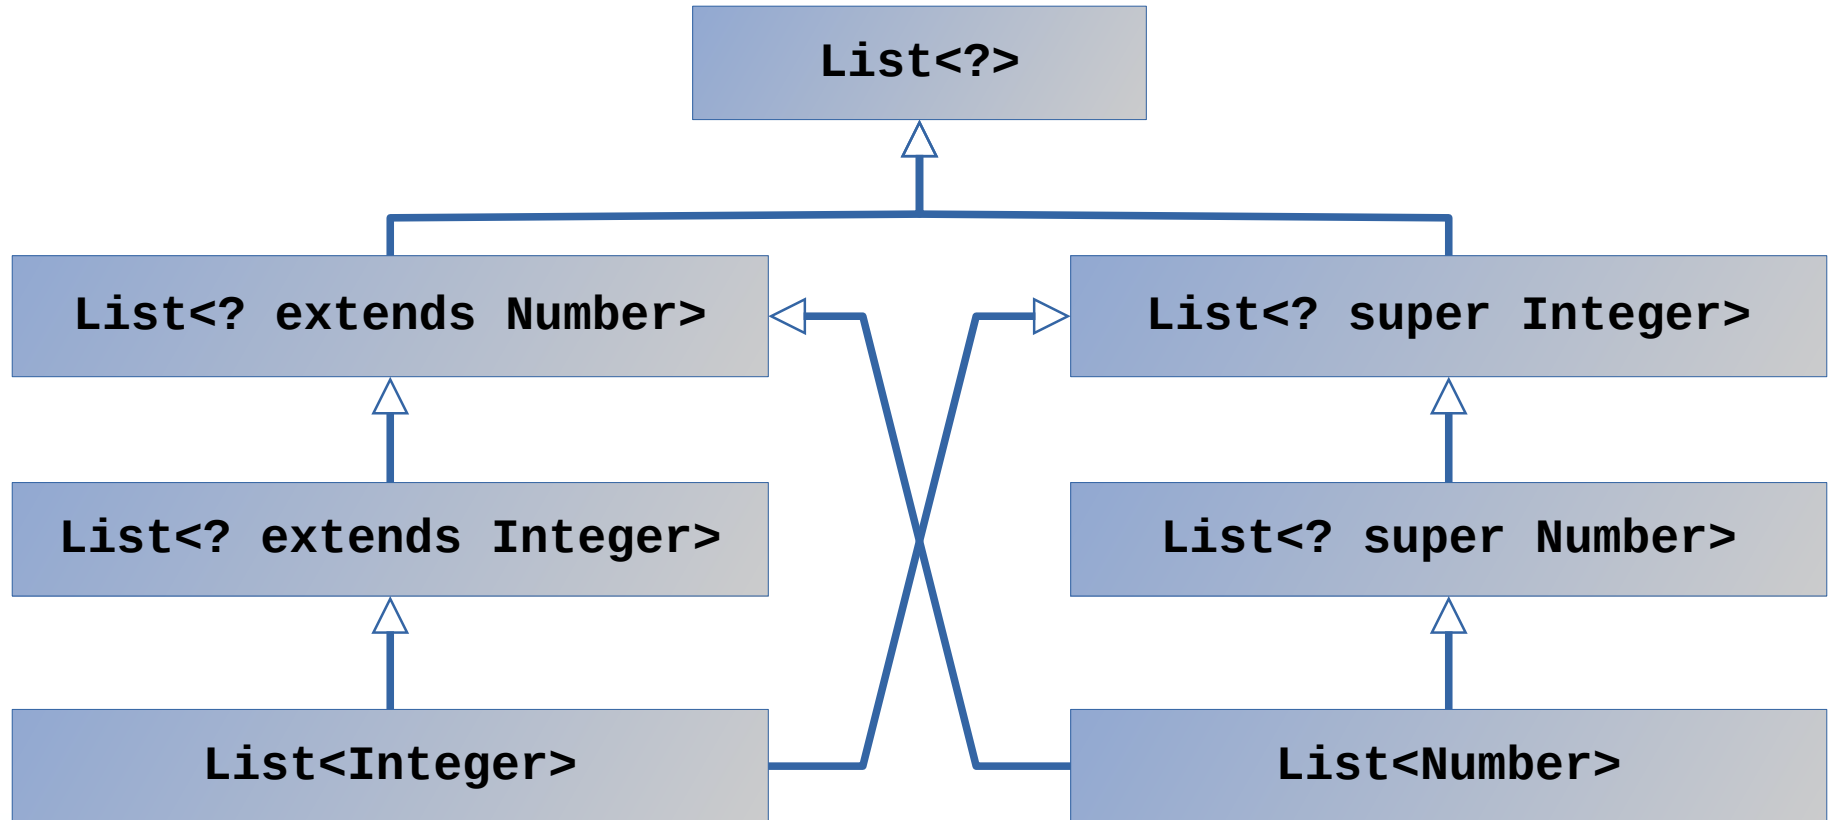 List<?>
List<? extends Number>
List<? super Integer>
List<? extends Integer>
List<? super Number>
List<Integer>
List<Number>